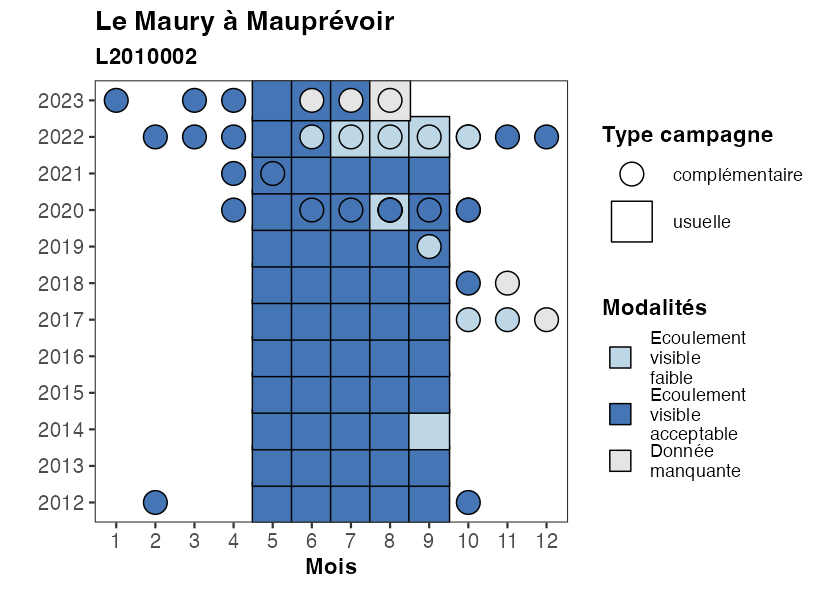 Le Maury à Mauprévoir
L2010002
2023
2022
2021
2020
2019
2018
2017
2016
2015
2014
2013
2012
1 2 3 4 5 6 7 8 9 10 11 12
Mois
Type campagne
complémentaire
usuelle
Modalités
Ecoulement
visible
faible
Ecoulement
visible
acceptable
Donnée
manquante